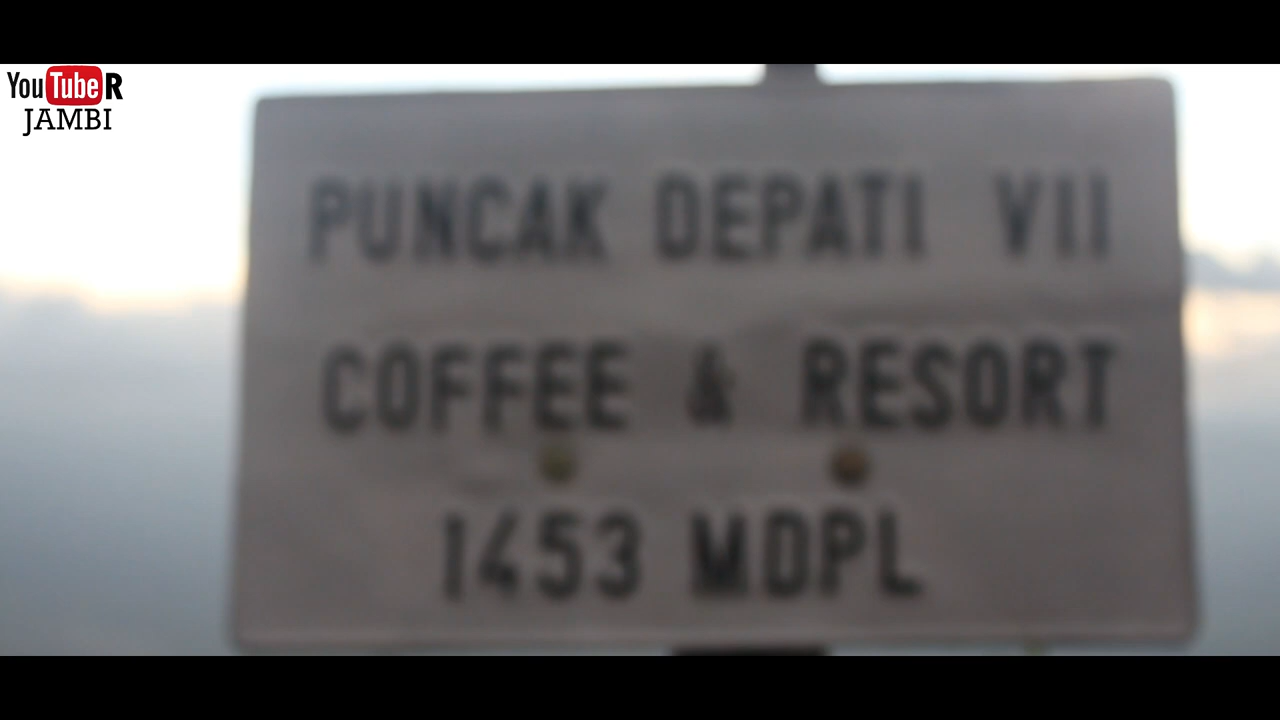 YouTubeR
JAMBI
PUNCAK DEPATI VII
COFFEE & RESORT
1453 MDPL